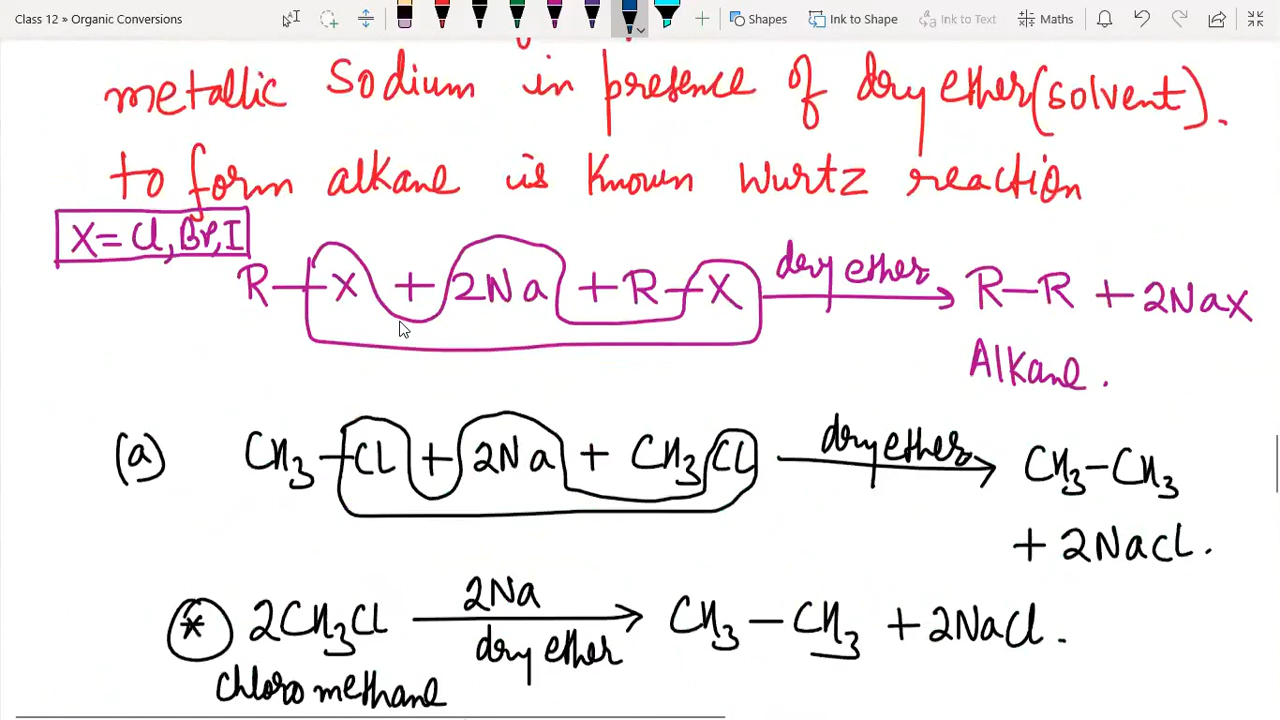 Class 12 » Organic Conversions
Shapes
Ink to Shape
Ink to Text
Maths
metallic Sodium in presence of dry ether (solvent).
to form alkane is known wurtz reaction
X= Cl, Br, I
R—X + 2Na + R—X dry ether → R—R + 2NaX
Alkane.
(a) CH3—Cl + 2Na + CH3Cl dry ether → CH3—CH3
+ 2NaCl.
* 2CH3Cl 2Na → CH3—CH3 + 2NaCl.
dry ether
chloro methane